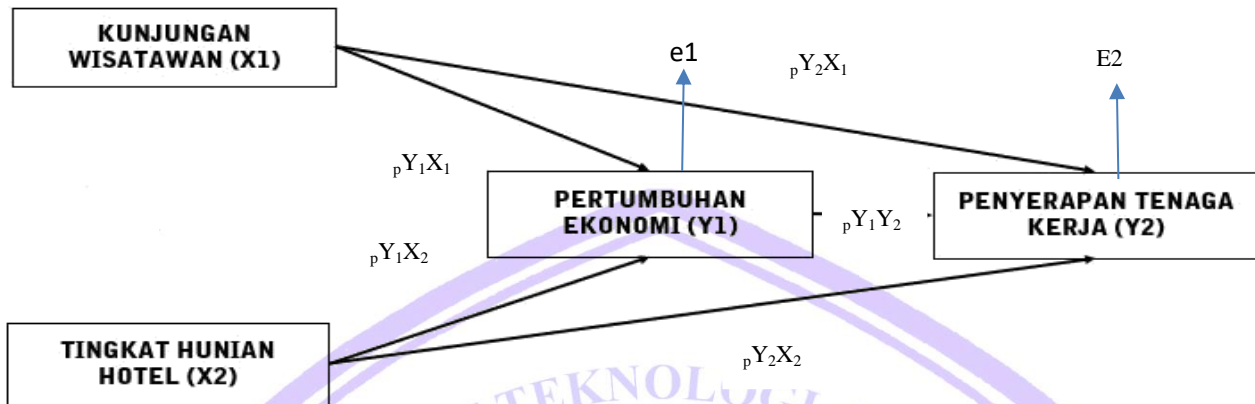 KUNJUNGAN
WISATAWAN (X1)
e1
pY2X1
E2
pY1X1
PERTUMBUHAN
EKONOMI (Y1)
pY1Y2
PENYERAPAN TENAGA
KERJA (Y2)
pY1X2
TINGKAT HUNIAN
HOTEL (X2)
pY2X2
TEKNOLOGI